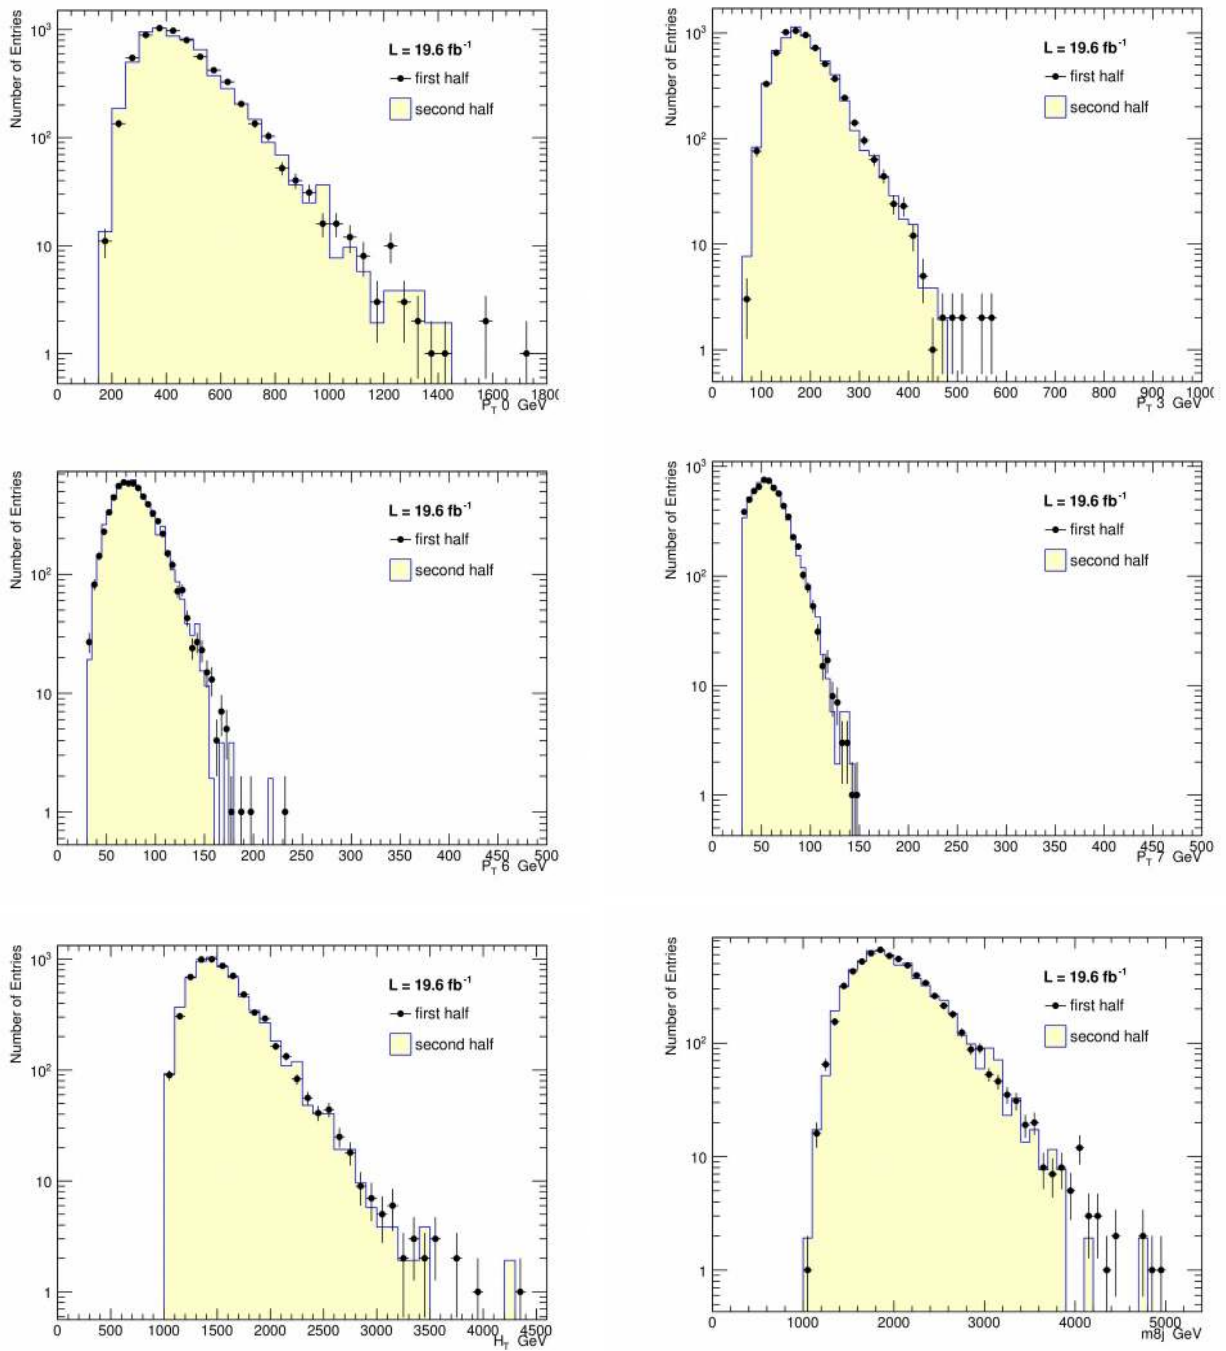 Number of Entries
10³
10²
10
1
L = 19.6 fb⁻¹
first half
second half
0 200 400 600 800 1000 1200 1400 1600 180
P_T 0 GeV
Number of Entries
10³
10²
10
1
L = 19.6 fb⁻¹
first half
second half
0 100 200 300 400 500 600 700 800 900 100
P_T 3 GeV
Number of Entries
10²
10
1
L = 19.6 fb⁻¹
first half
second half
0 50 100 150 200 250 300 350 400 450 500
P_T 6 GeV
Number of Entries
10³
10²
10
1
L = 19.6 fb⁻¹
first half
second half
0 50 100 150 200 250 300 350 400 450 500
P_T 7 GeV
Number of Entries
10³
10²
10
1
L = 19.6 fb⁻¹
first half
second half
0 500 1000 1500 2000 2500 3000 3500 4000 4500
H_T GeV
Number of Entries
10²
10
1
L = 19.6 fb⁻¹
first half
second half
1000 2000 3000 4000 5000
m8j GeV